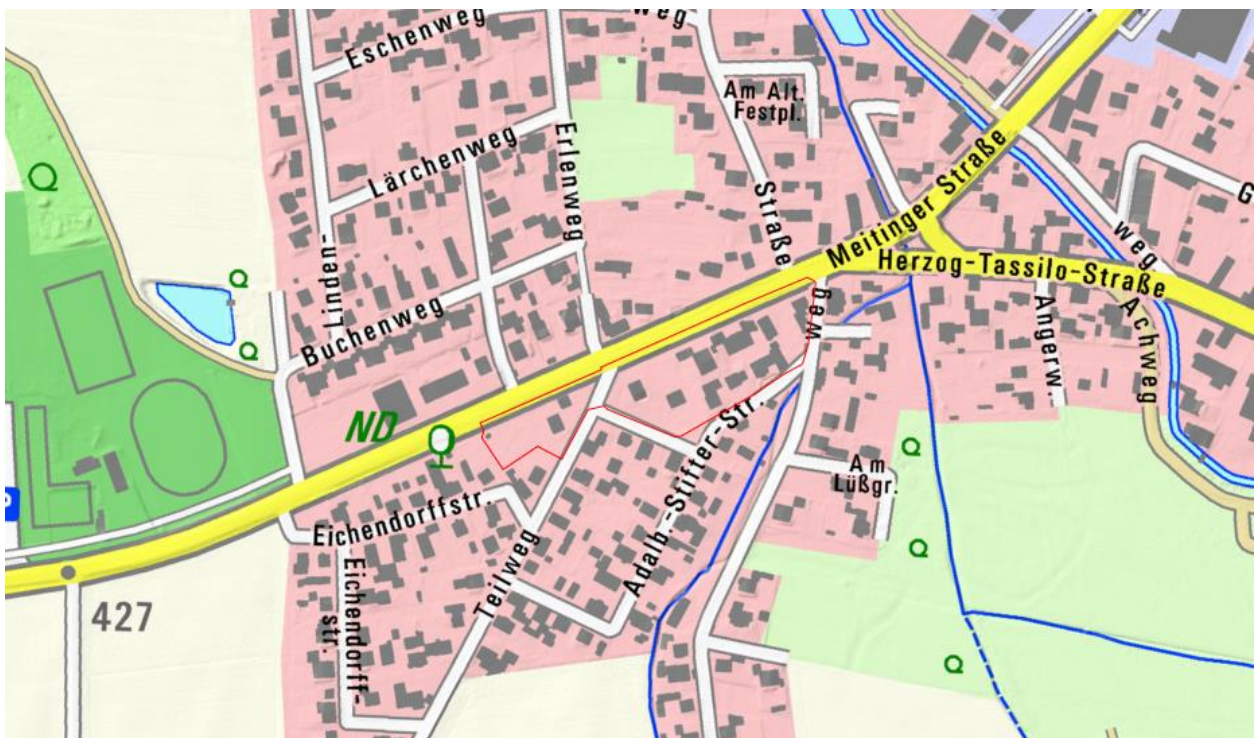 weg
Eschenweg
Am Alt.
Festpl.
Lärchenweg
Erlenweg
Straße
Meitinger Straße
G
weg
Linden-
Herzog-Tassilo-Straße
Buchenweg
weg
Angerw.
Achweg
ND
Adalb.-Stifter-Str.
Am
Lüßgr.
Eichendorffstr.
Teilweg
Eichendorff-
str.
427